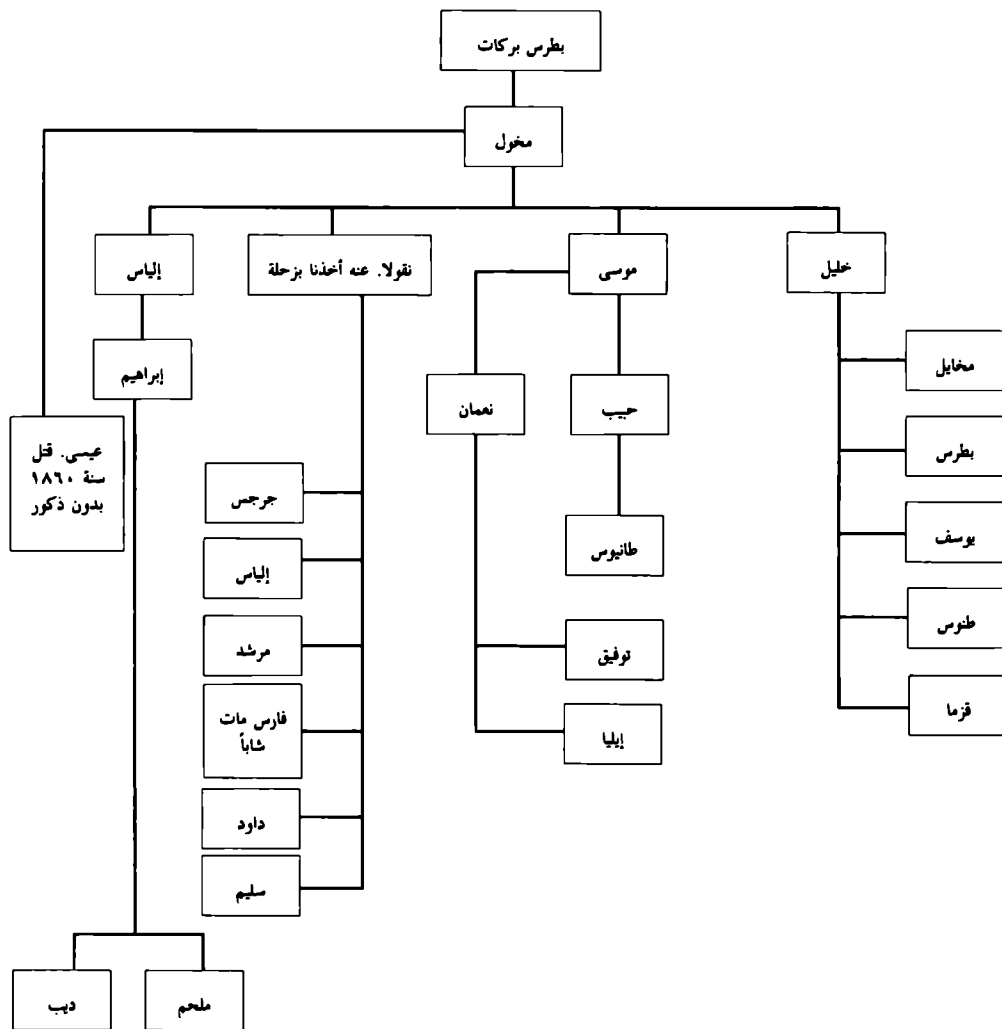 بطرس بركات
مخول
خليل
موسى
نقولا. عنه أخذنا بزحلة
إلياس
مخايل
بطرس
يوسف
طنوس
قزما
حبيب
نعمان
طانيوس
توفيق
إيليا
جرجس
إلياس
مرشد
فارس مات
شاباً
داود
سليم
إبراهيم
عيسى. قتل
سنة ١٨٦٠
بدون ذكور
ملحم
ديب